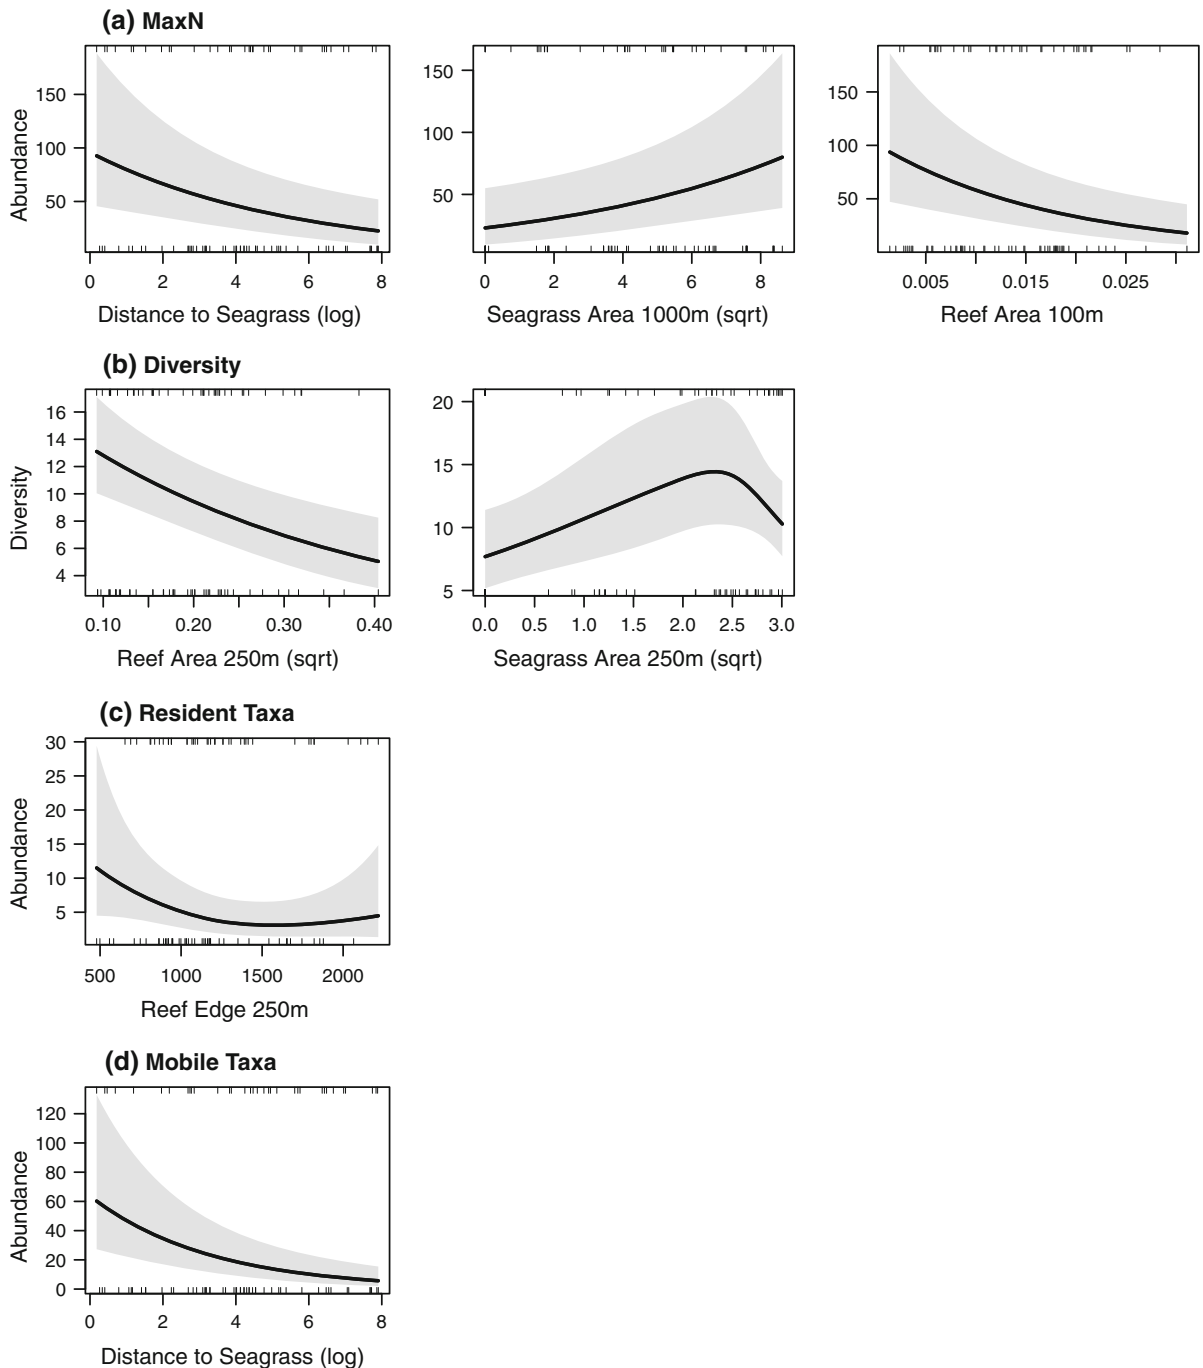 (a) MaxN
Abundance
150
100
50
0 2 4 6 8
Distance to Seagrass (log)
150
100
50
0 2 4 6 8
Seagrass Area 1000m (sqrt)
150
100
50
0.005 0.015 0.025
Reef Area 100m
(b) Diversity
Diversity
16
14
12
10
8
6
4
0.10 0.20 0.30 0.40
Reef Area 250m (sqrt)
20
15
10
5
0.0 0.5 1.0 1.5 2.0 2.5 3.0
Seagrass Area 250m (sqrt)
(c) Resident Taxa
Abundance
30
25
20
15
10
5
500 1000 1500 2000
Reef Edge 250m
(d) Mobile Taxa
Abundance
120
100
80
60
40
20
0
0 2 4 6 8
Distance to Seagrass (log)